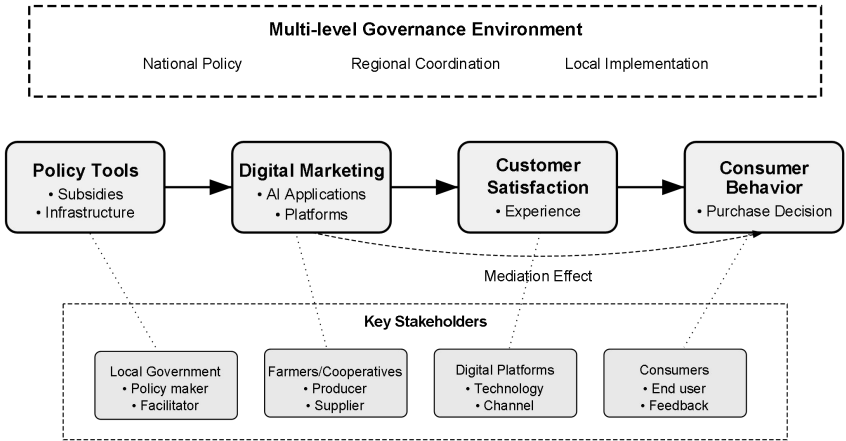 Multi-level Governance Environment
National Policy Regional Coordination Local Implementation
Policy Tools
• Subsidies
• Infrastructure
Digital Marketing
• AI Applications
• Platforms
Customer
Satisfaction
• Experience
Consumer
Behavior
• Purchase Decision
Mediation Effect
Key Stakeholders
Local Government
• Policy maker
• Facilitator
Farmers/Cooperatives
• Producer
• Supplier
Digital Platforms
• Technology
• Channel
Consumers
• End user
• Feedback